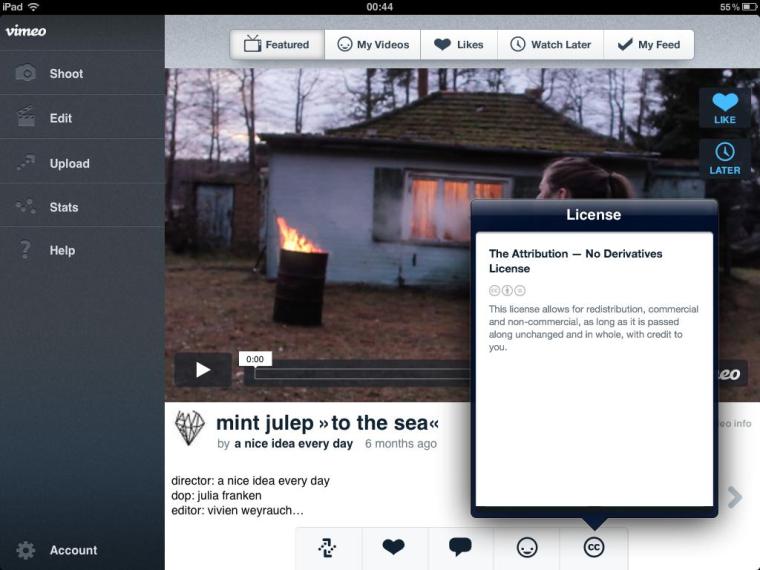 iPad
00:44
55%
vimeo
Featured
My Videos
Likes
Watch Later
My Feed
Shoot
Edit
Upload
Stats
Help
Account
LIKE
LATER
0:00
eo
mint julep »to the sea«
eo info
by a nice idea every day 6 months ago
director: a nice idea every day
dop: julia franken
editor: vivien weyrauch…
License
The Attribution — No Derivatives
License
cc
This license allows for redistribution, commercial
and non-commercial, as long as it is passed
along unchanged and in whole, with credit to
you.
cc